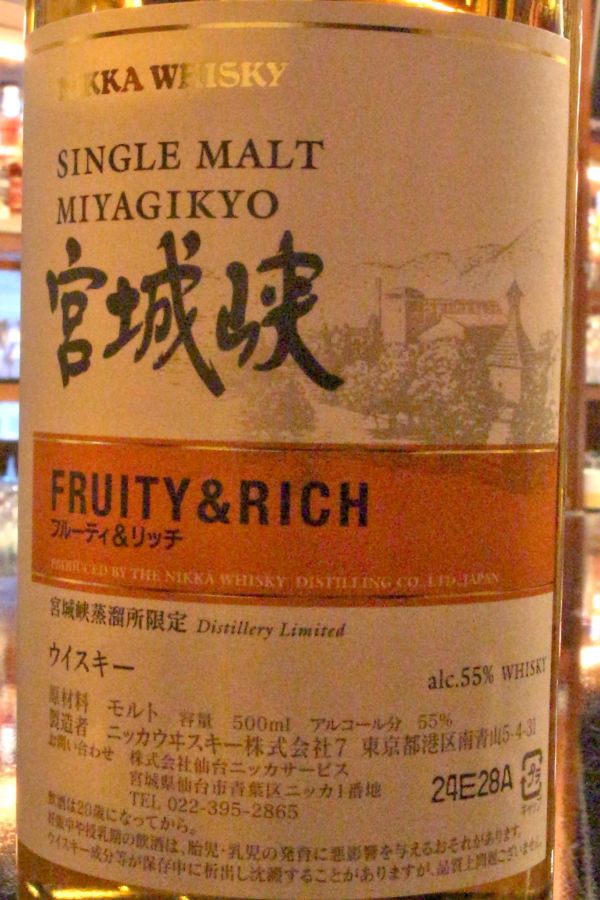 NIKKA WHISKY
SINGLE MALT
MIYAGIKYO
宮城峡
FRUITY&RICH
フルーティ&リッチ
PRODUCED BY THE NIKKA WHISKY DISTILLING CO. LTD. JAPAN
宮城峡蒸溜所限定 Distillery Limited
ウイスキー
alc.55% WHISKY
原材料 モルト 容量 500ml アルコール分 55%
製造者 ニッカウヰスキー株式会社7 東京都港区南青山5-4-31
お問い合わせ 株式会社仙台ニッカサービス
宮城県仙台市青葉区ニッカ1番地
TEL 022-395-2865
24E28A
プラ
キャップ
飲酒は20歳になってから。
妊娠中や授乳期の飲酒は、胎児・乳児の発育に悪影響を与えるおそれがあります。
ウイスキー成分等が保存中に析出し沈澱することがありますが、品質上問題ございません。